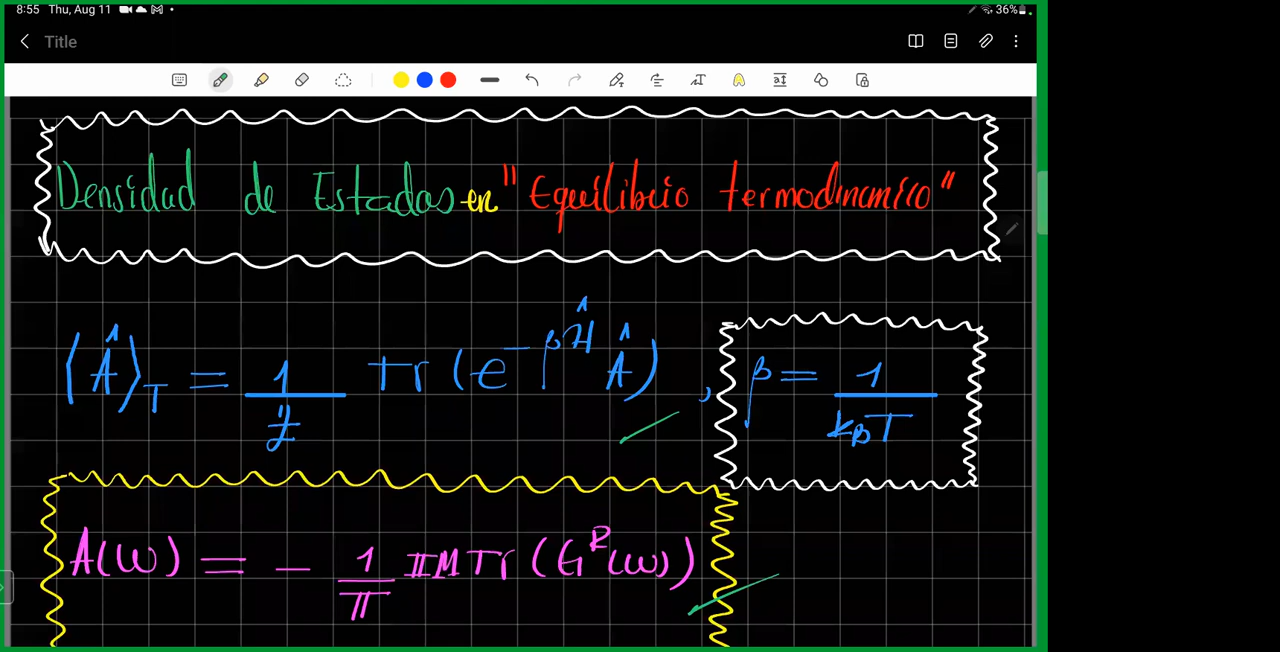 8:55 Thu, Aug 11
36%
Title
Densidad de Estados en "Equilibrio termodinamico"
⟨Â⟩_T = 1/Z Tr (e^{-βĤ} Â) , β = 1/k_BT
A(ω) = - 1/π IM Tr (G^R(ω))